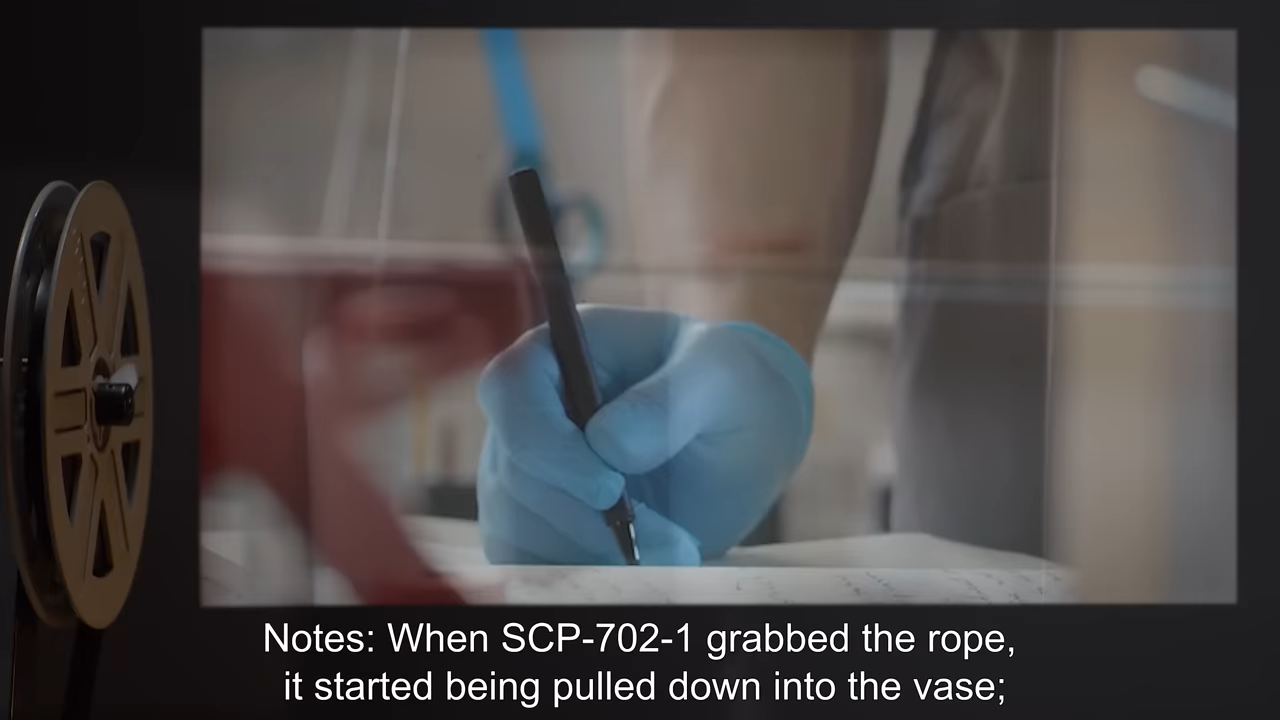 Notes: When SCP-702-1 grabbed the rope,
it started being pulled down into the vase;